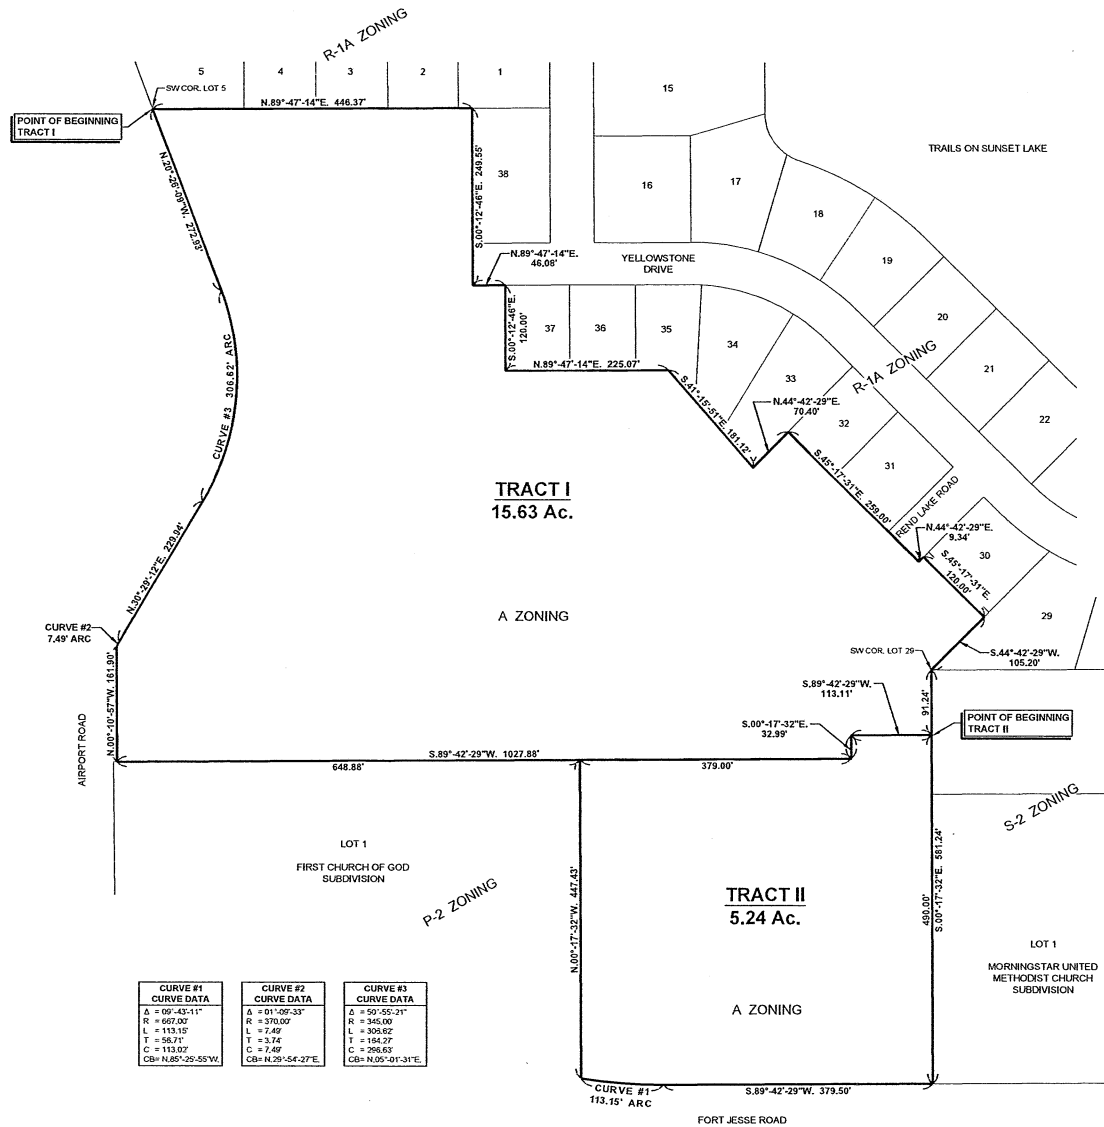 R-1A ZONING
5
4
3
2
1
SW COR. LOT 5
N.89°-47'-14"E. 446.37'
POINT OF BEGINNING
TRACT I
15
TRAILS ON SUNSET LAKE
N.20°-26'-09"W. 272.93'
S.00°-12'-46"E. 249.55'
38
16
17
18
19
N.89°-47'-14"E.
46.08'
YELLOWSTONE
DRIVE
20
21
22
S.00°-12'-46"E.
120.00'
37
36
35
34
33
32
31
R-1A ZONING
N.89°-47'-14"E. 225.07'
CURVE #3 306.62' ARC
S.41°-15'-51"E. 181.12'
N.44°-42'-29"E.
70.40'
S.45°-17'-31"E. 259.00'
REND LAKE ROAD
TRACT I
15.63 Ac.
N.44°-42'-29"E.
9.34'
30
S.45°-17'-31"E.
120.00'
29
N.30°-29'-12"E. 229.94'
A ZONING
CURVE #2
7.49' ARC
SW COR. LOT 29
S.44°-42'-29"W.
105.20'
N.00°-10'-57"W. 161.90'
S.89°-42'-29"W.
113.11'
91.24'
AIRPORT ROAD
S.00°-17'-32"E.
32.99'
POINT OF BEGINNING
TRACT II
S.89°-42'-29"W. 1027.88'
648.88'
379.00'
S-2 ZONING
LOT 1
FIRST CHURCH OF GOD
SUBDIVISION
P-2 ZONING
N.00°-17'-32"W. 447.43'
TRACT II
5.24 Ac.
490.00'
S.00°-17'-32"E. 581.24'
LOT 1
MORNINGSTAR UNITED
METHODIST CHURCH
SUBDIVISION
A ZONING
CURVE #1
CURVE DATA
Δ = 09°-43'-11"
R = 667.00'
L = 113.15'
T = 56.71'
C = 113.02'
CB= N.85°-25'-55"W.
CURVE #2
CURVE DATA
Δ = 01°-09'-33"
R = 370.00'
L = 7.49'
T = 3.74'
C = 7.49'
CB= N.29°-54'-27"E.
CURVE #3
CURVE DATA
Δ = 50°-55'-21"
R = 345.00'
L = 306.62'
T = 164.27'
C = 296.63'
CB= N.05°-01'-31"E.
CURVE #1
113.15' ARC
S.89°-42'-29"W. 379.50'
FORT JESSE ROAD